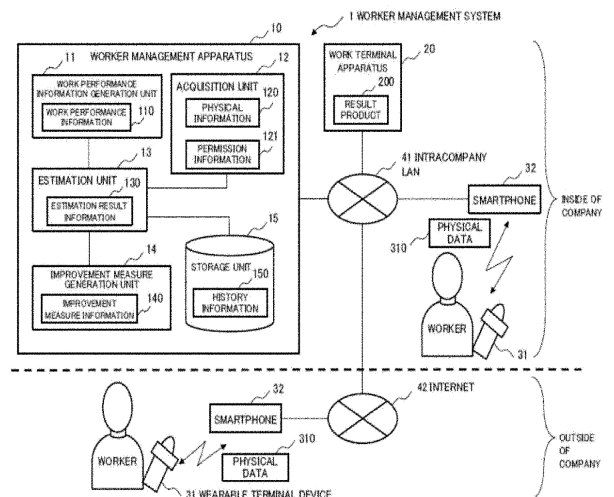 1 WORKER MANAGEMENT SYSTEM
10
WORKER MANAGEMENT APPARATUS
11
WORK PERFORMANCE
INFORMATION GENERATION UNIT
WORK PERFORMANCE
INFORMATION
110
12
ACQUISITION UNIT
120
PHYSICAL
INFORMATION
121
PERMISSION
INFORMATION
13
ESTIMATION UNIT
130
ESTIMATION RESULT
INFORMATION
14
IMPROVEMENT MEASURE
GENERATION UNIT
140
IMPROVEMENT
MEASURE INFORMATION
15
STORAGE UNIT
150
HISTORY
INFORMATION
20
WORK TERMINAL
APPARATUS
200
RESULT
PRODUCT
41 INTRACOMPANY
LAN
32
SMARTPHONE
310
PHYSICAL
DATA
WORKER
31
INSIDE OF
COMPANY
42 INTERNET
32
SMARTPHONE
310
PHYSICAL
DATA
WORKER
31 WEARABLE TERMINAL DEVICE
OUTSIDE
OF
COMPANY